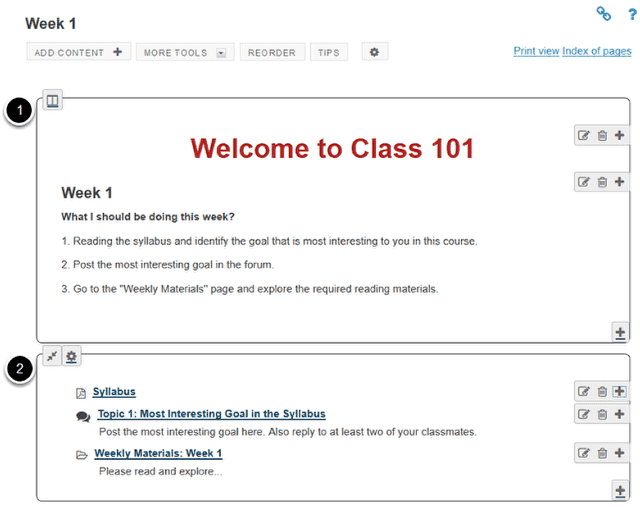 Week 1
ADD CONTENT MORE TOOLS REORDER TIPS
Print view Index of pages
1
Welcome to Class 101
Week 1
What I should be doing this week?
1. Reading the syllabus and identify the goal that is most interesting to you in this course.
2. Post the most interesting goal in the forum.
3. Go to the "Weekly Materials" page and explore the required reading materials.
2
Syllabus
Topic 1: Most Interesting Goal in the Syllabus
Post the most interesting goal here. Also reply to at least two of your classmates.
Weekly Materials: Week 1
Please read and explore...